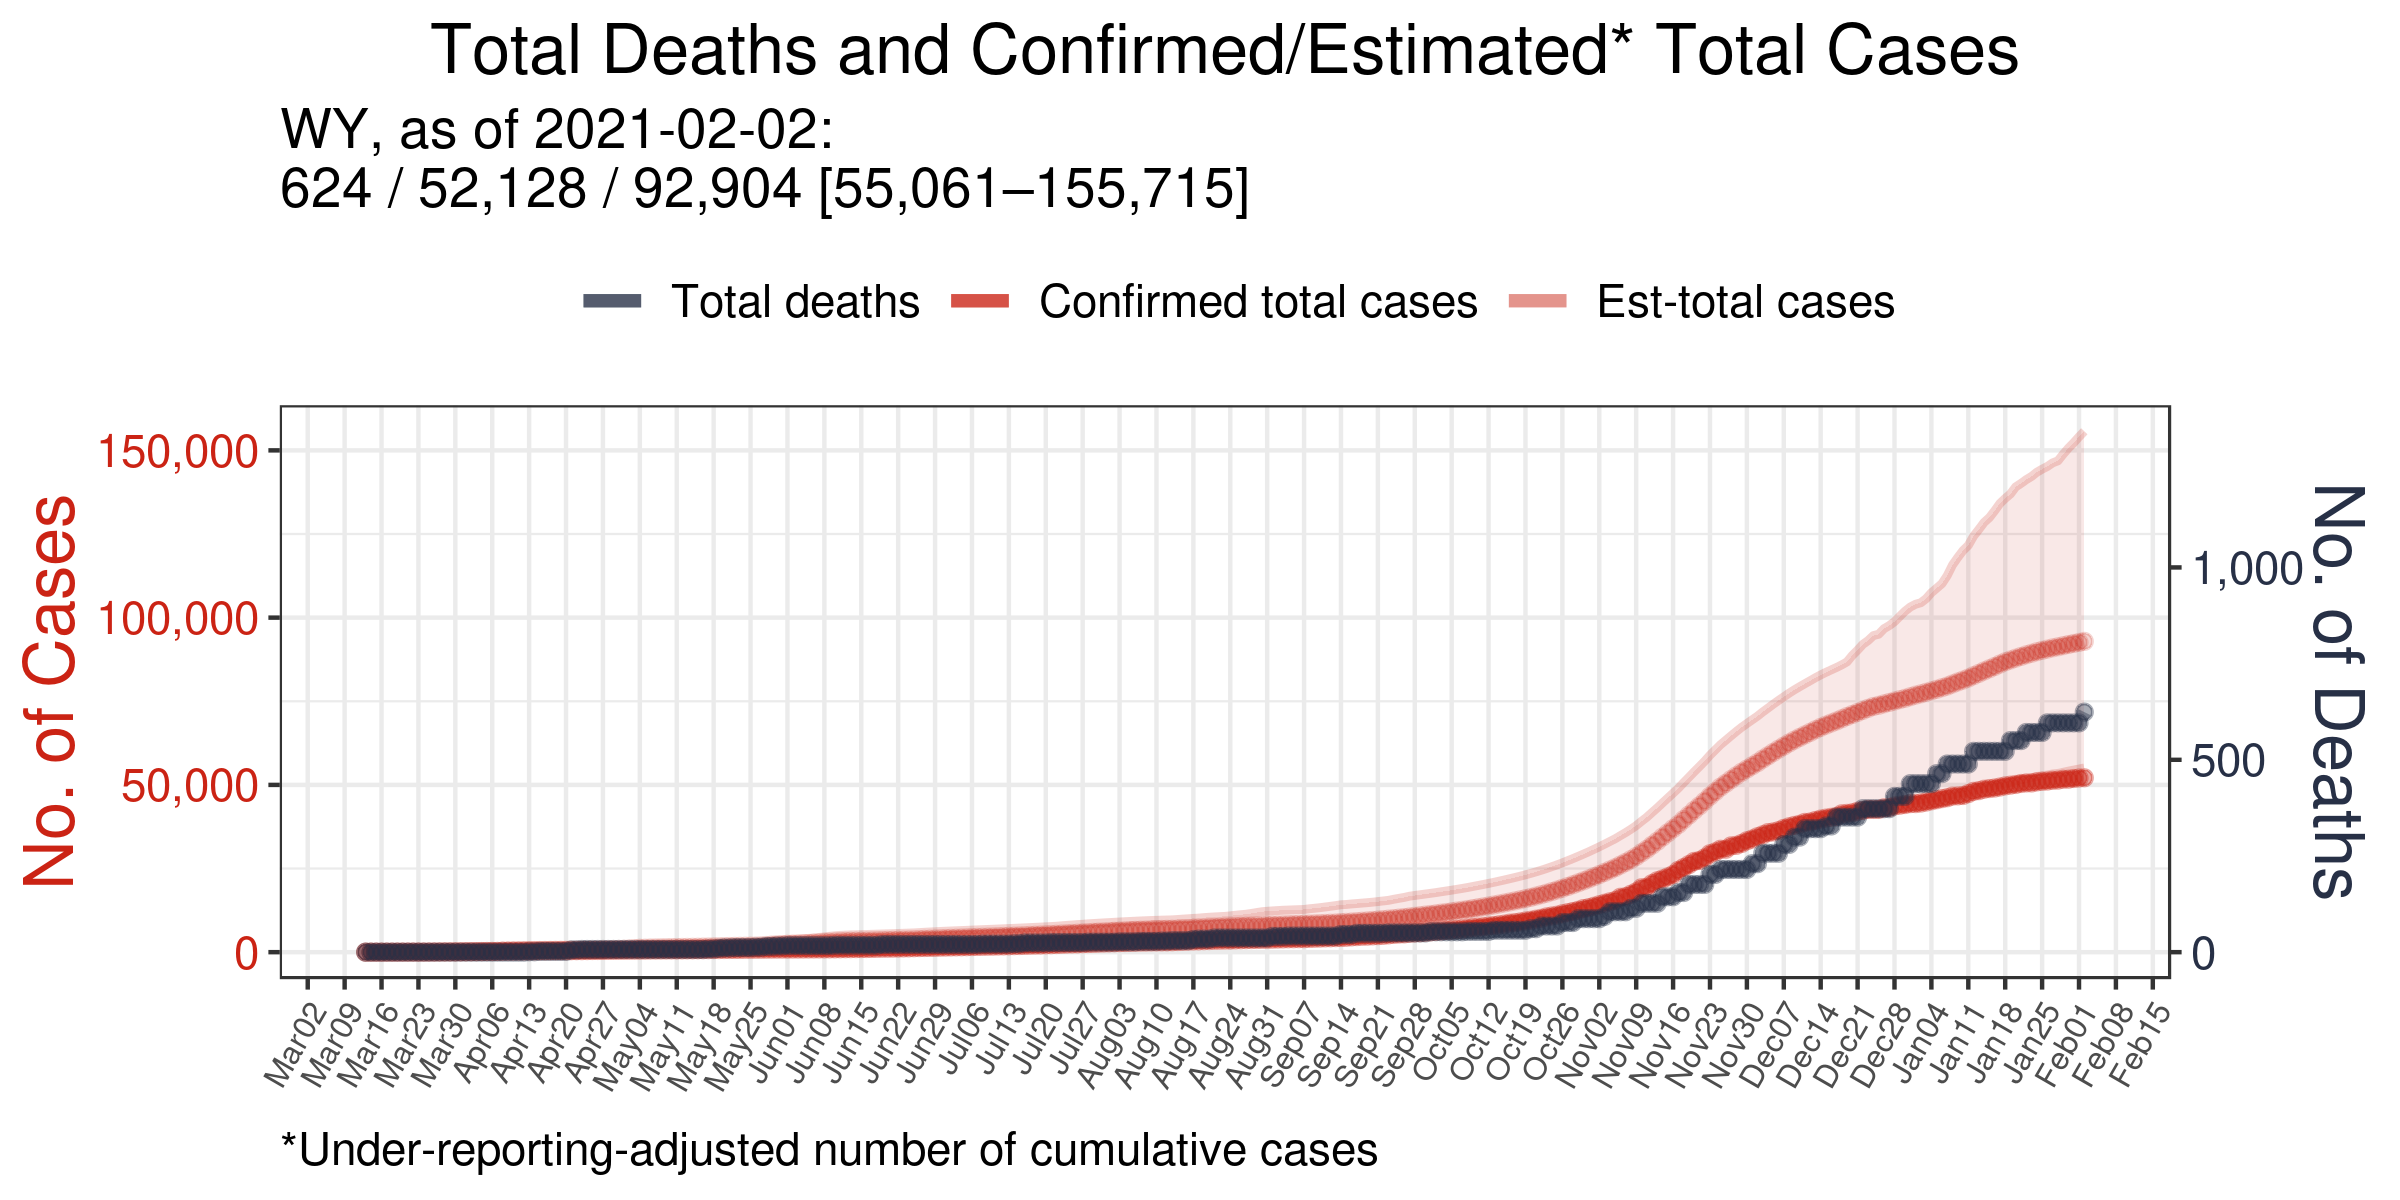 Total Deaths and Confirmed/Estimated* Total Cases
WY, as of 2021-02-02:
624 / 52,128 / 92,904 [55,061–155,715]
Total deaths
Confirmed total cases
Est-total cases
No. of Cases
150,000
100,000
50,000
0
1,000
500
0
No. of Deaths
Mar02
Mar09
Mar16
Mar23
Mar30
Apr06
Apr13
Apr20
Apr27
May04
May11
May18
May25
Jun01
Jun08
Jun15
Jun22
Jun29
Jul06
Jul13
Jul20
Jul27
Aug03
Aug10
Aug17
Aug24
Aug31
Sep07
Sep14
Sep21
Sep28
Oct05
Oct12
Oct19
Oct26
Nov02
Nov09
Nov16
Nov23
Nov30
Dec07
Dec14
Dec21
Dec28
Jan04
Jan11
Jan18
Jan25
Feb01
Feb08
Feb15
*Under-reporting-adjusted number of cumulative cases